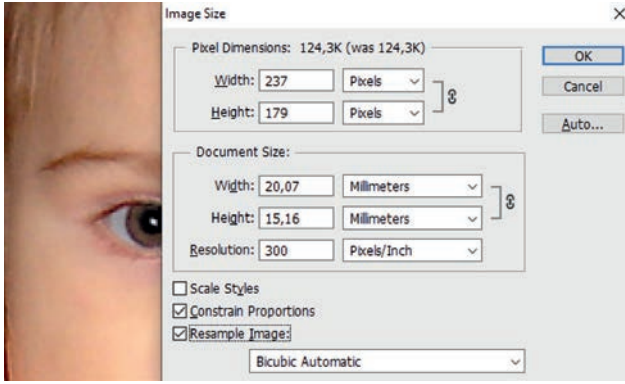 Image Size
Pixel Dimensions: 124,3K (was 124,3K)
OK
Width: 237 Pixels
Cancel
Height: 179 Pixels
Auto...
Document Size:
Width: 20,07 Millimeters
Height: 15,16 Millimeters
Resolution: 300 Pixels/Inch
Scale Styles
Constrain Proportions
Resample Image:
Bicubic Automatic